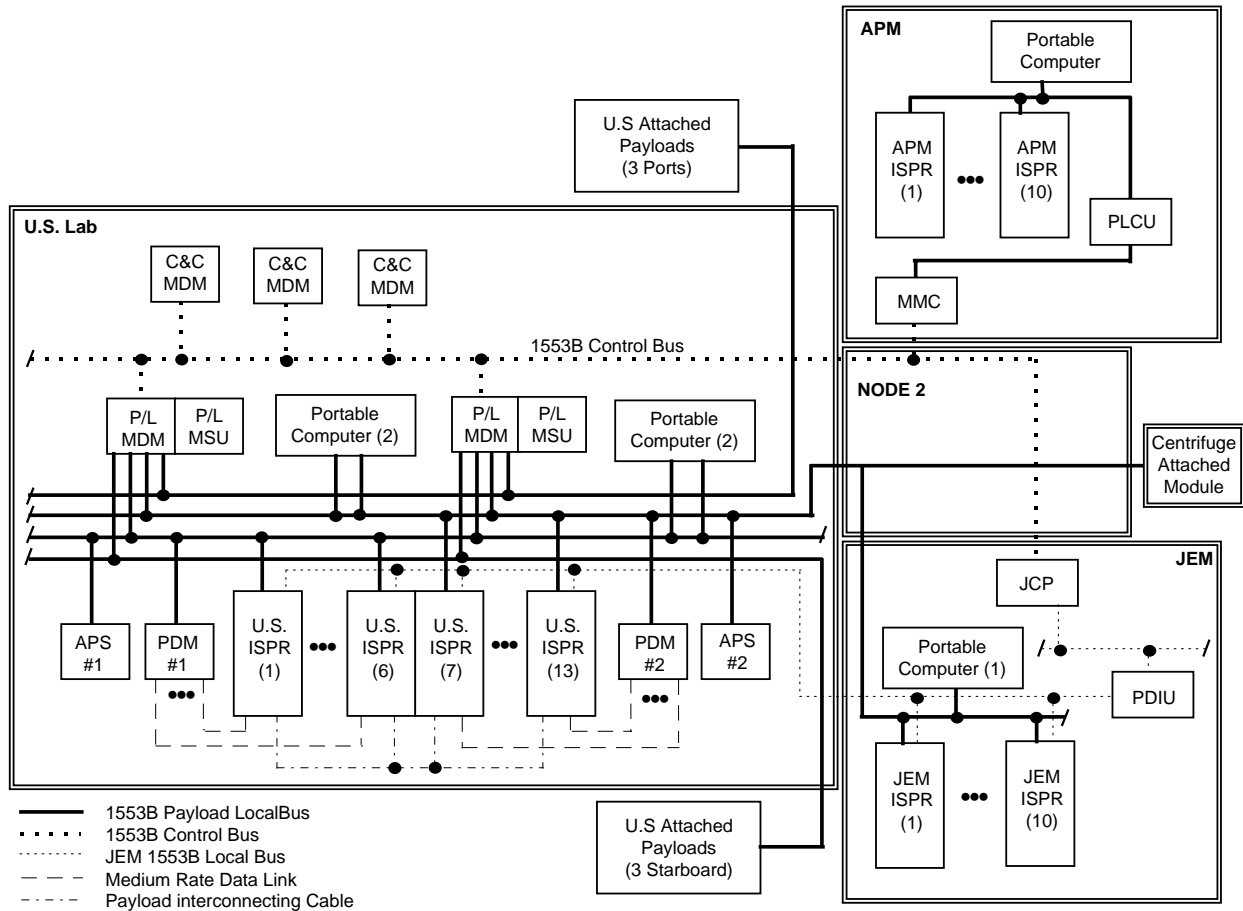 APM
Portable
Computer
U.S Attached
Payloads
(3 Ports)
APM
ISPR
(1)
•••
APM
ISPR
(10)
PLCU
MMC
U.S. Lab
C&C
MDM
C&C
MDM
C&C
MDM
1553B Control Bus
P/L
MDM
P/L
MSU
Portable
Computer (2)
P/L
MDM
P/L
MSU
Portable
Computer (2)
NODE 2
Centrifuge
Attached
Module
APS
#1
PDM
#1
•••
U.S.
ISPR
(1)
•••
U.S.
ISPR
(6)
U.S.
ISPR
(7)
•••
U.S.
ISPR
(13)
PDM
#2
•••
APS
#2
JEM
JCP
Portable
Computer (1)
PDIU
JEM
ISPR
(1)
•••
JEM
ISPR
(10)
U.S Attached
Payloads
(3 Starboard)
1553B Payload LocalBus
1553B Control Bus
JEM 1553B Local Bus
Medium Rate Data Link
Payload interconnecting Cable